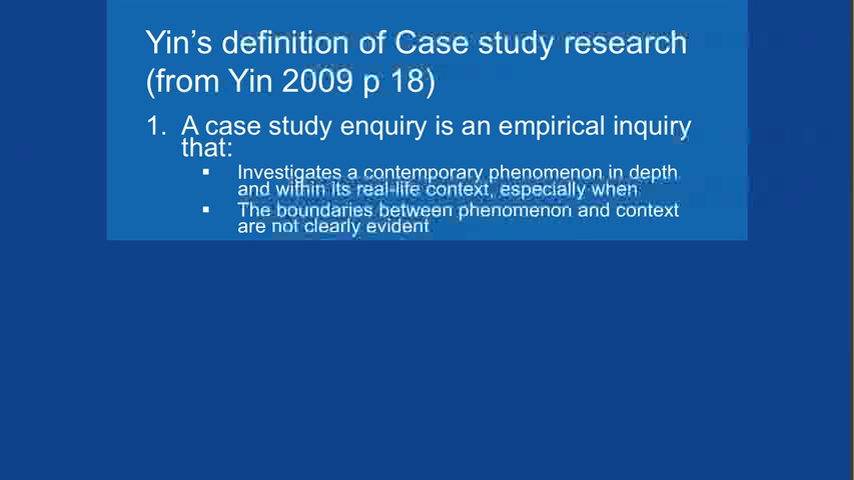 Yin's definition of Case study research
(from Yin 2009 p 18)
1. A case study enquiry is an empirical inquiry
that:
▪ Investigates a contemporary phenomenon in depth
and within its real-life context, especially when
▪ The boundaries between phenomenon and context
are not clearly evident